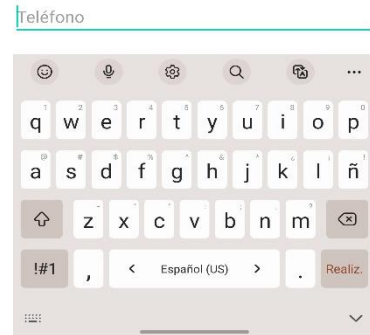 Teléfono
1 2 3 4 5 6 7 8 9 0
q w e r t y u i o p
a s d f g h j k l ñ
z x c v b n m
!#1 , < Español (US) > . Realiz.